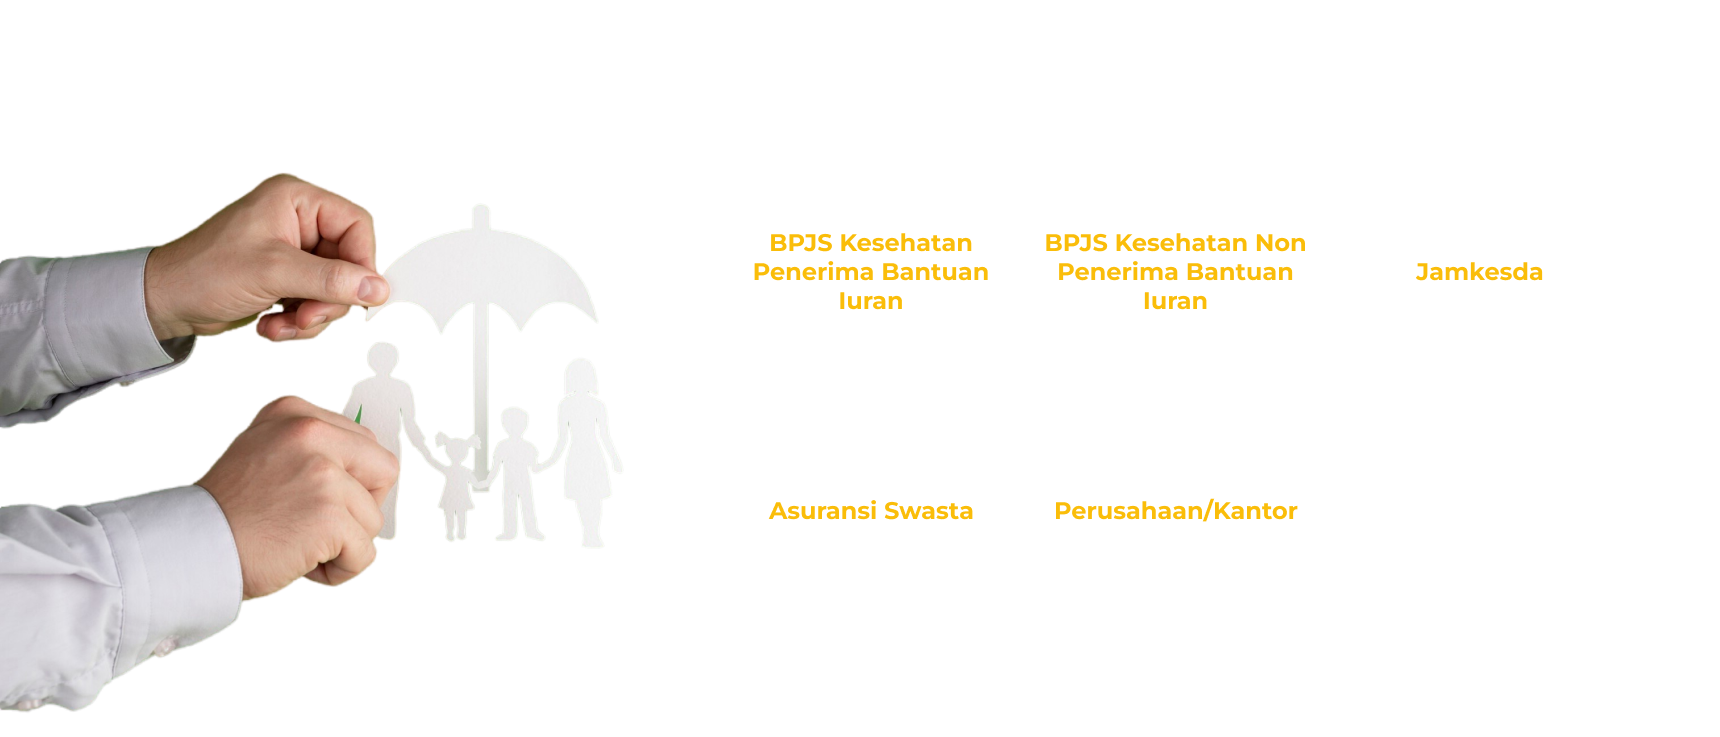 BPJS Kesehatan
Penerima Bantuan
Iuran
BPJS Kesehatan Non
Penerima Bantuan
Iuran
Jamkesda
Asuransi Swasta
Perusahaan/Kantor